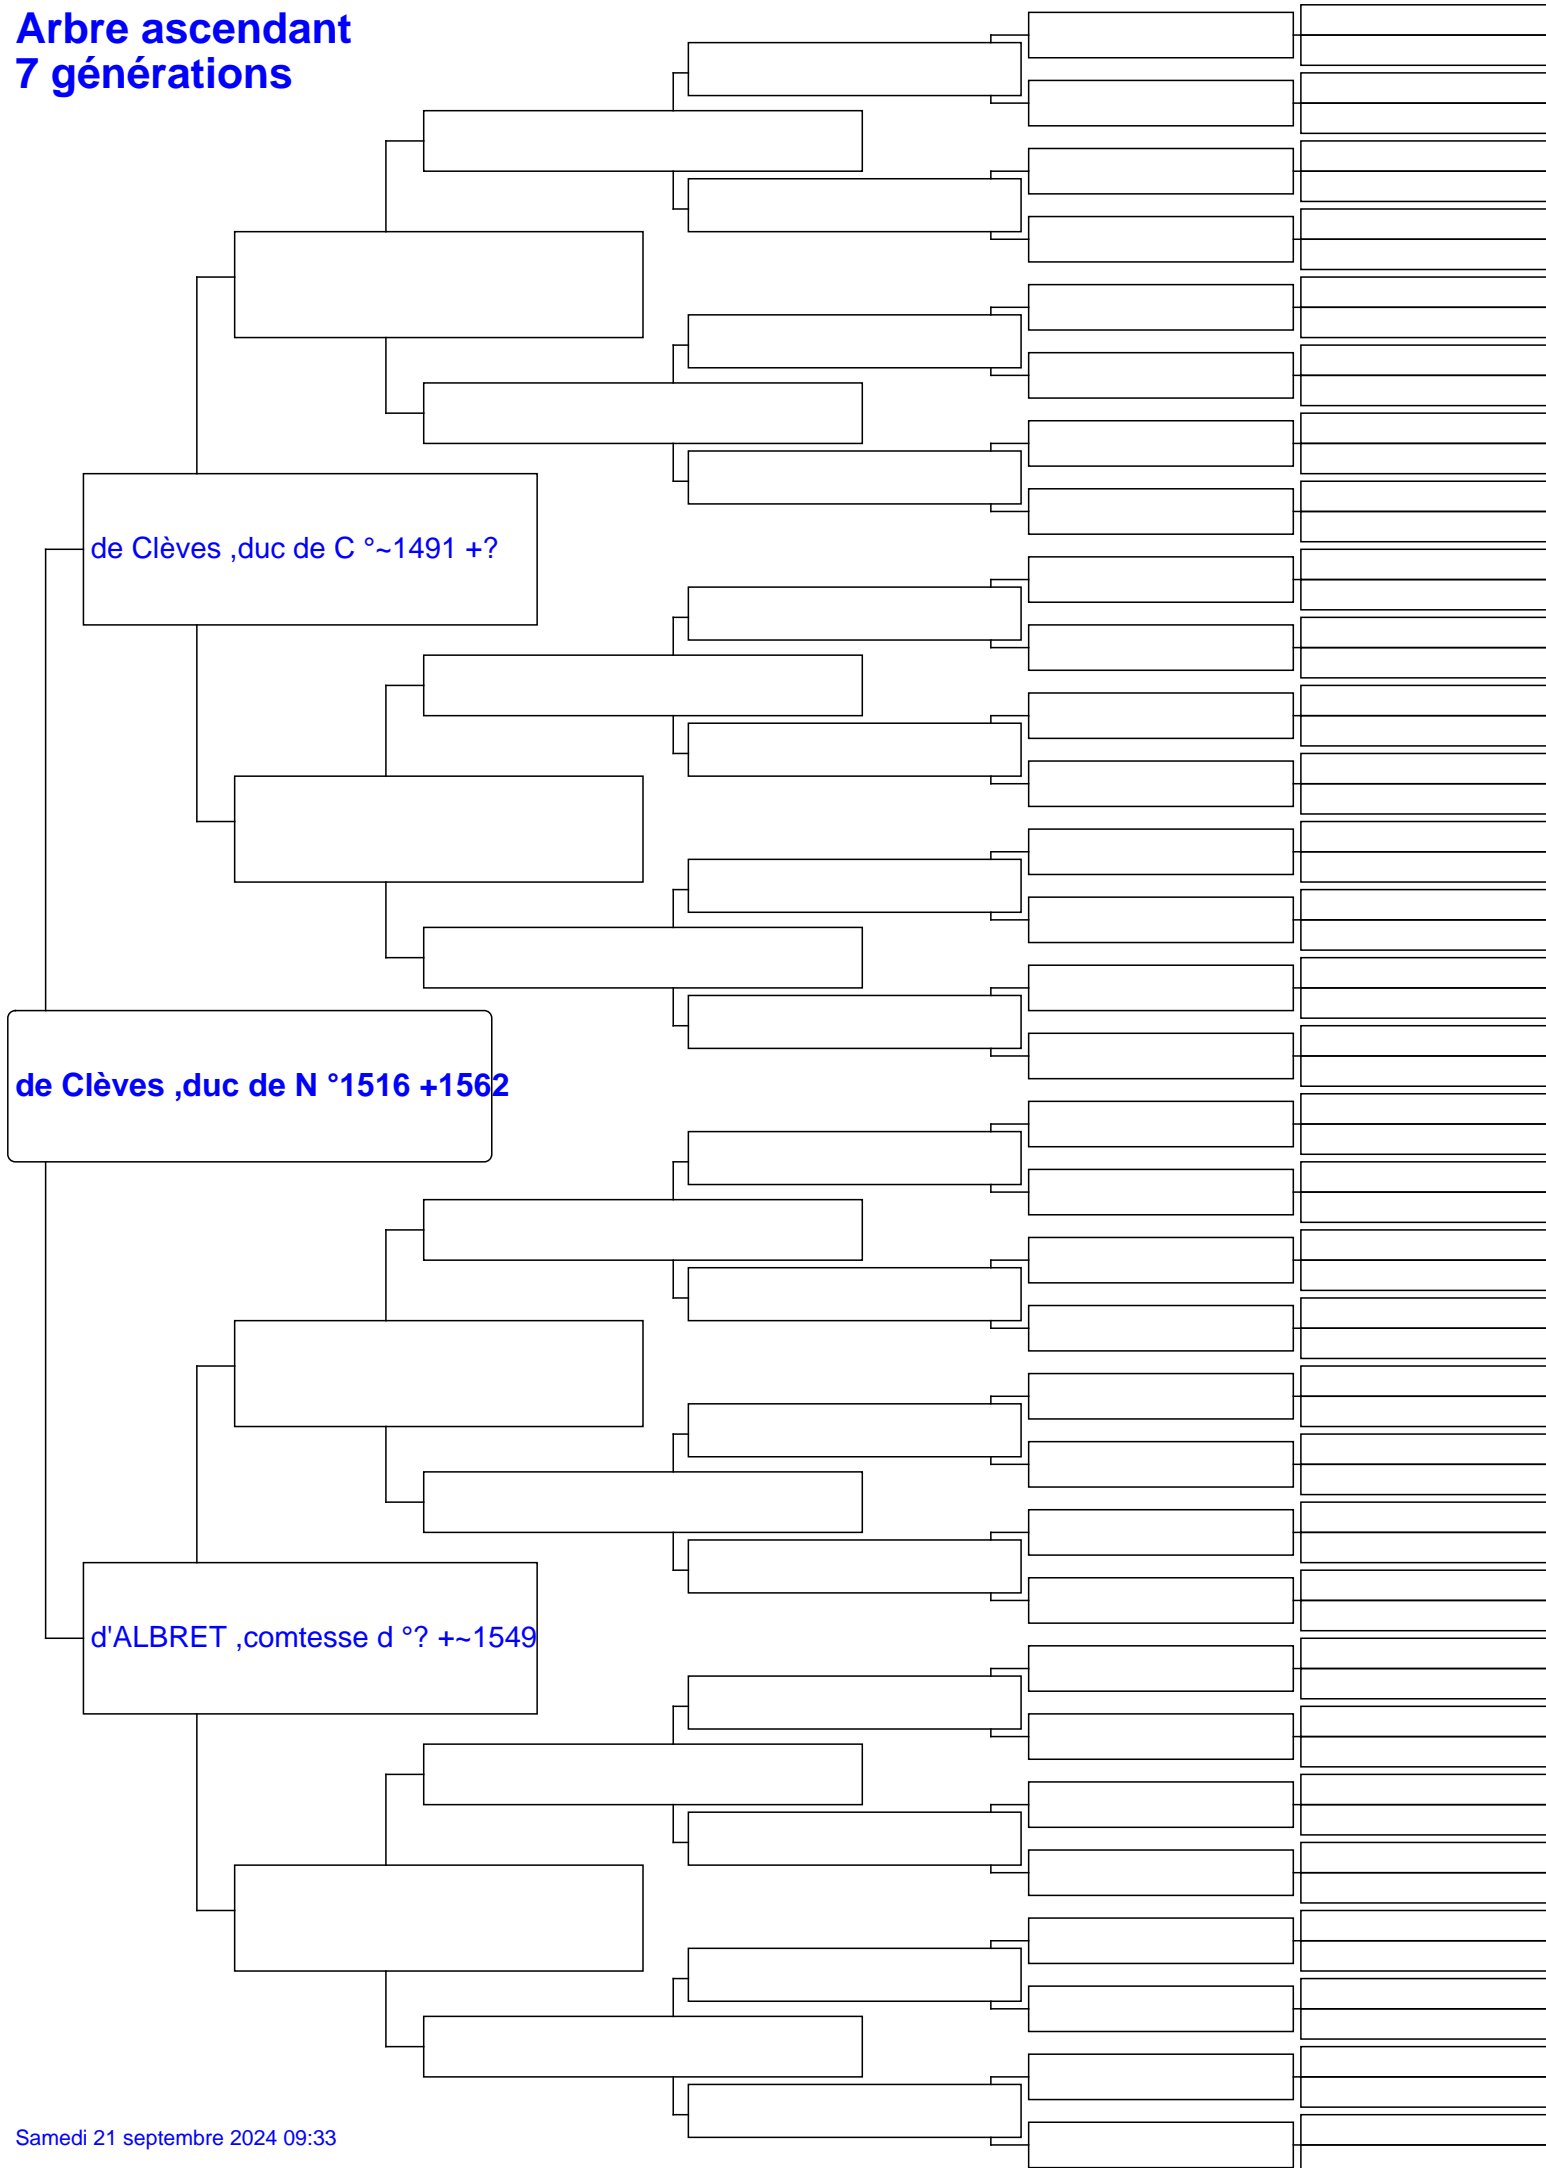 Arbre ascendant
7 générations
de Clèves ,duc de C °~1491 +?
de Clèves ,duc de N °1516 +1562
d'ALBRET ,comtesse d °? +~1549
Samedi 21 septembre 2024 09:33